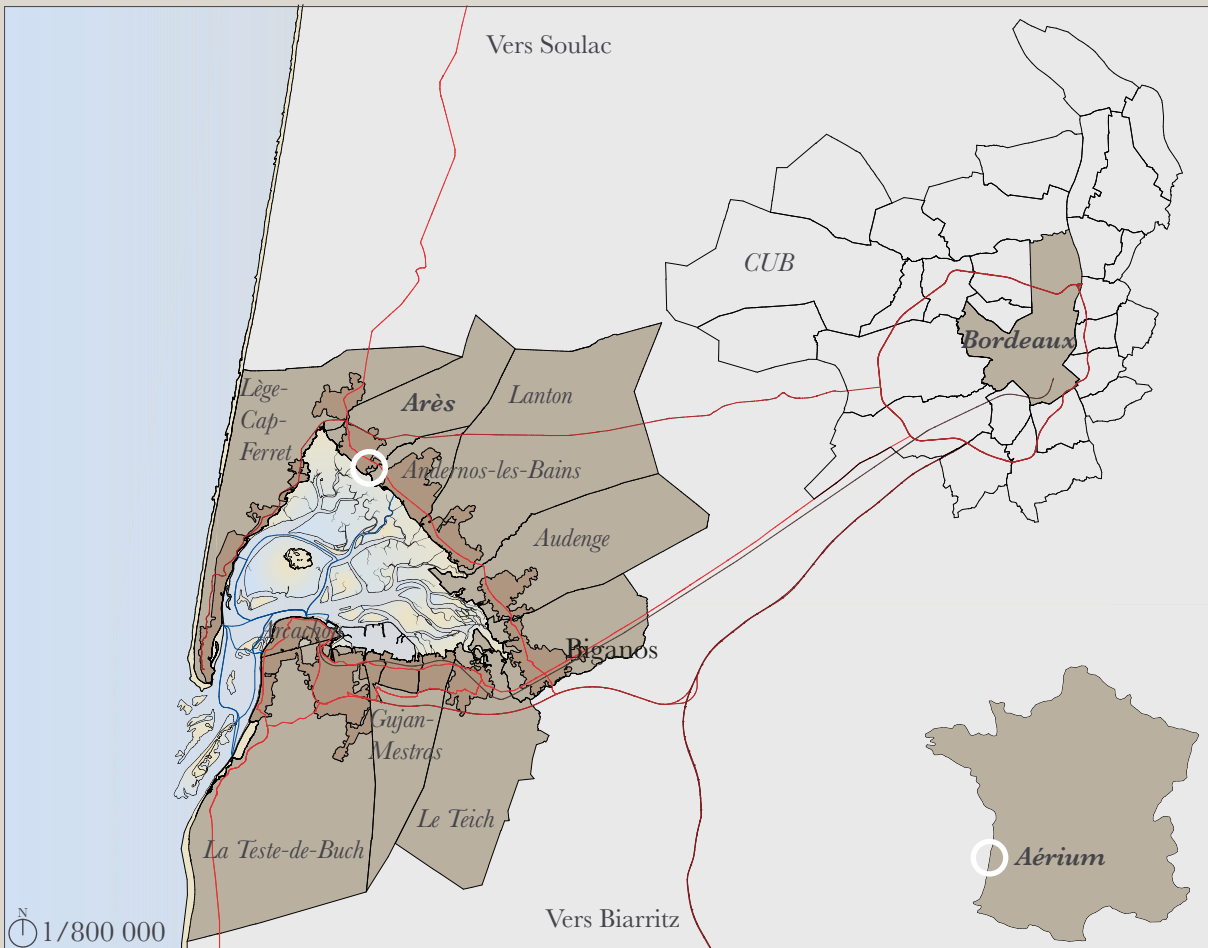 Vers Soulac
CUB
Bordeaux
Lège-
Cap-
Ferret
Arès
Lanton
Andernos-les-Bains
Audenge
Arcachon
Biganos
Gujan-
Mestras
Le Teich
La Teste-de-Buch
Aérium
Vers Biarritz
N
1/800 000